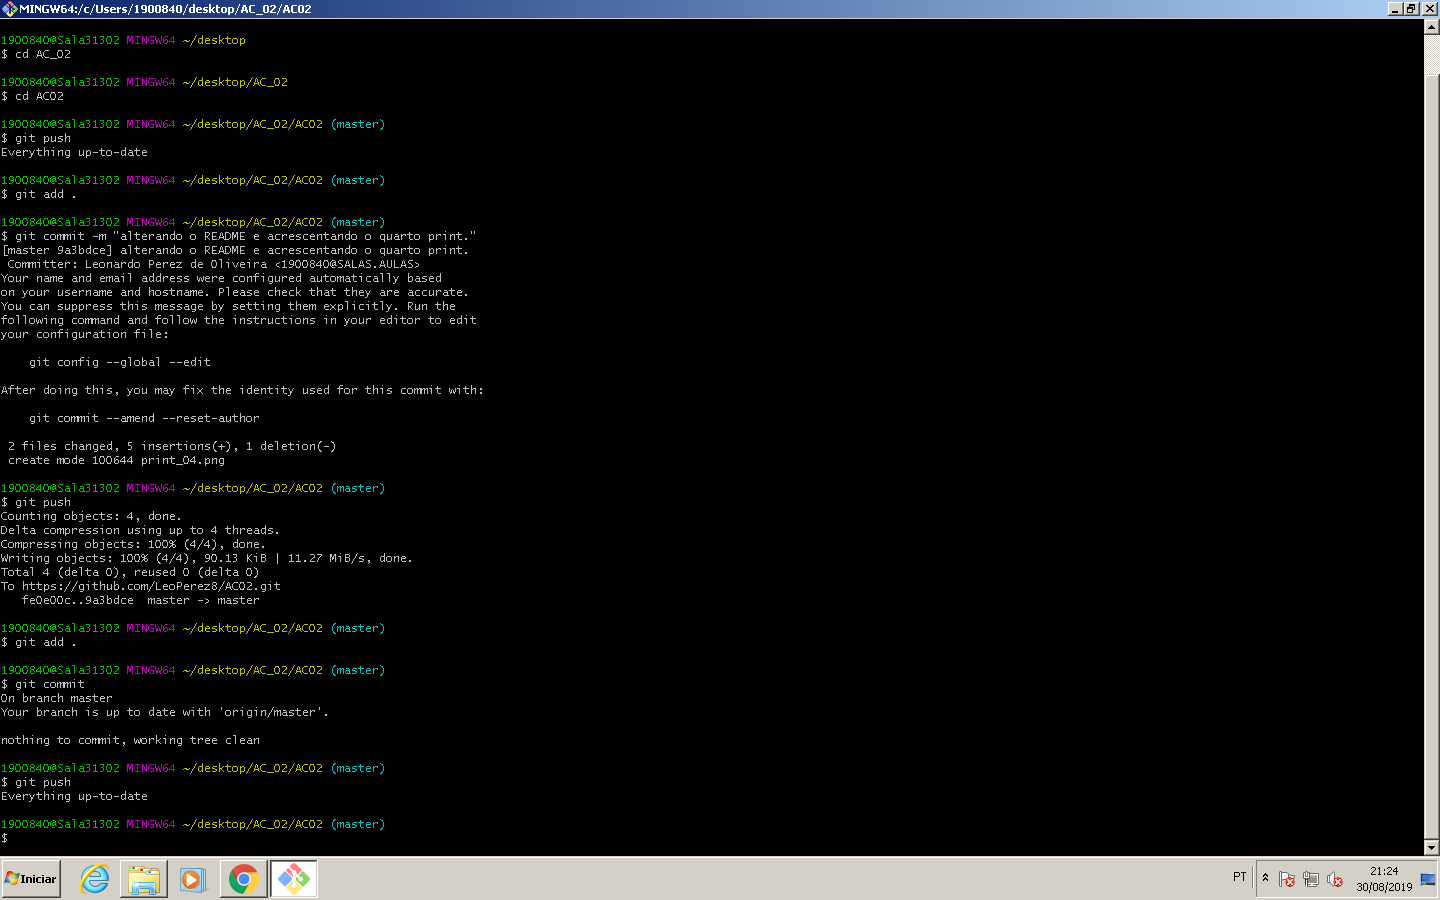 MINGW64:/c/Users/1900840/desktop/AC_02/AC02
1900840@Sala31302 MINGW64 ~/desktop
$ cd AC_02
1900840@Sala31302 MINGW64 ~/desktop/AC_02
$ cd AC02
1900840@Sala31302 MINGW64 ~/desktop/AC_02/AC02 (master)
$ git push
Everything up-to-date
1900840@Sala31302 MINGW64 ~/desktop/AC_02/AC02 (master)
$ git add .
1900840@Sala31302 MINGW64 ~/desktop/AC_02/AC02 (master)
$ git commit -m "alterando o README e acrescentando o quarto print."
[master 9a3bdce] alterando o README e acrescentando o quarto print.
 Committer: Leonardo Perez de Oliveira <1900840@SALAS.AULAS>
Your name and email address were configured automatically based
on your username and hostname. Please check that they are accurate.
You can suppress this message by setting them explicitly. Run the
following command and follow the instructions in your editor to edit
your configuration file:
    git config --global --edit
After doing this, you may fix the identity used for this commit with:
    git commit --amend --reset-author
 2 files changed, 5 insertions(+), 1 deletion(-)
 create mode 100644 print_04.png
1900840@Sala31302 MINGW64 ~/desktop/AC_02/AC02 (master)
$ git push
Counting objects: 4, done.
Delta compression using up to 4 threads.
Compressing objects: 100% (4/4), done.
Writing objects: 100% (4/4), 90.13 KiB | 11.27 MiB/s, done.
Total 4 (delta 0), reused 0 (delta 0)
To https://github.com/LeoPerez8/AC02.git
   fe0e00c..9a3bdce  master -> master
1900840@Sala31302 MINGW64 ~/desktop/AC_02/AC02 (master)
$ git add .
1900840@Sala31302 MINGW64 ~/desktop/AC_02/AC02 (master)
$ git commit
On branch master
Your branch is up to date with 'origin/master'.
nothing to commit, working tree clean
1900840@Sala31302 MINGW64 ~/desktop/AC_02/AC02 (master)
$ git push
Everything up-to-date
1900840@Sala31302 MINGW64 ~/desktop/AC_02/AC02 (master)
$
Iniciar
PT
21:24
30/08/2019